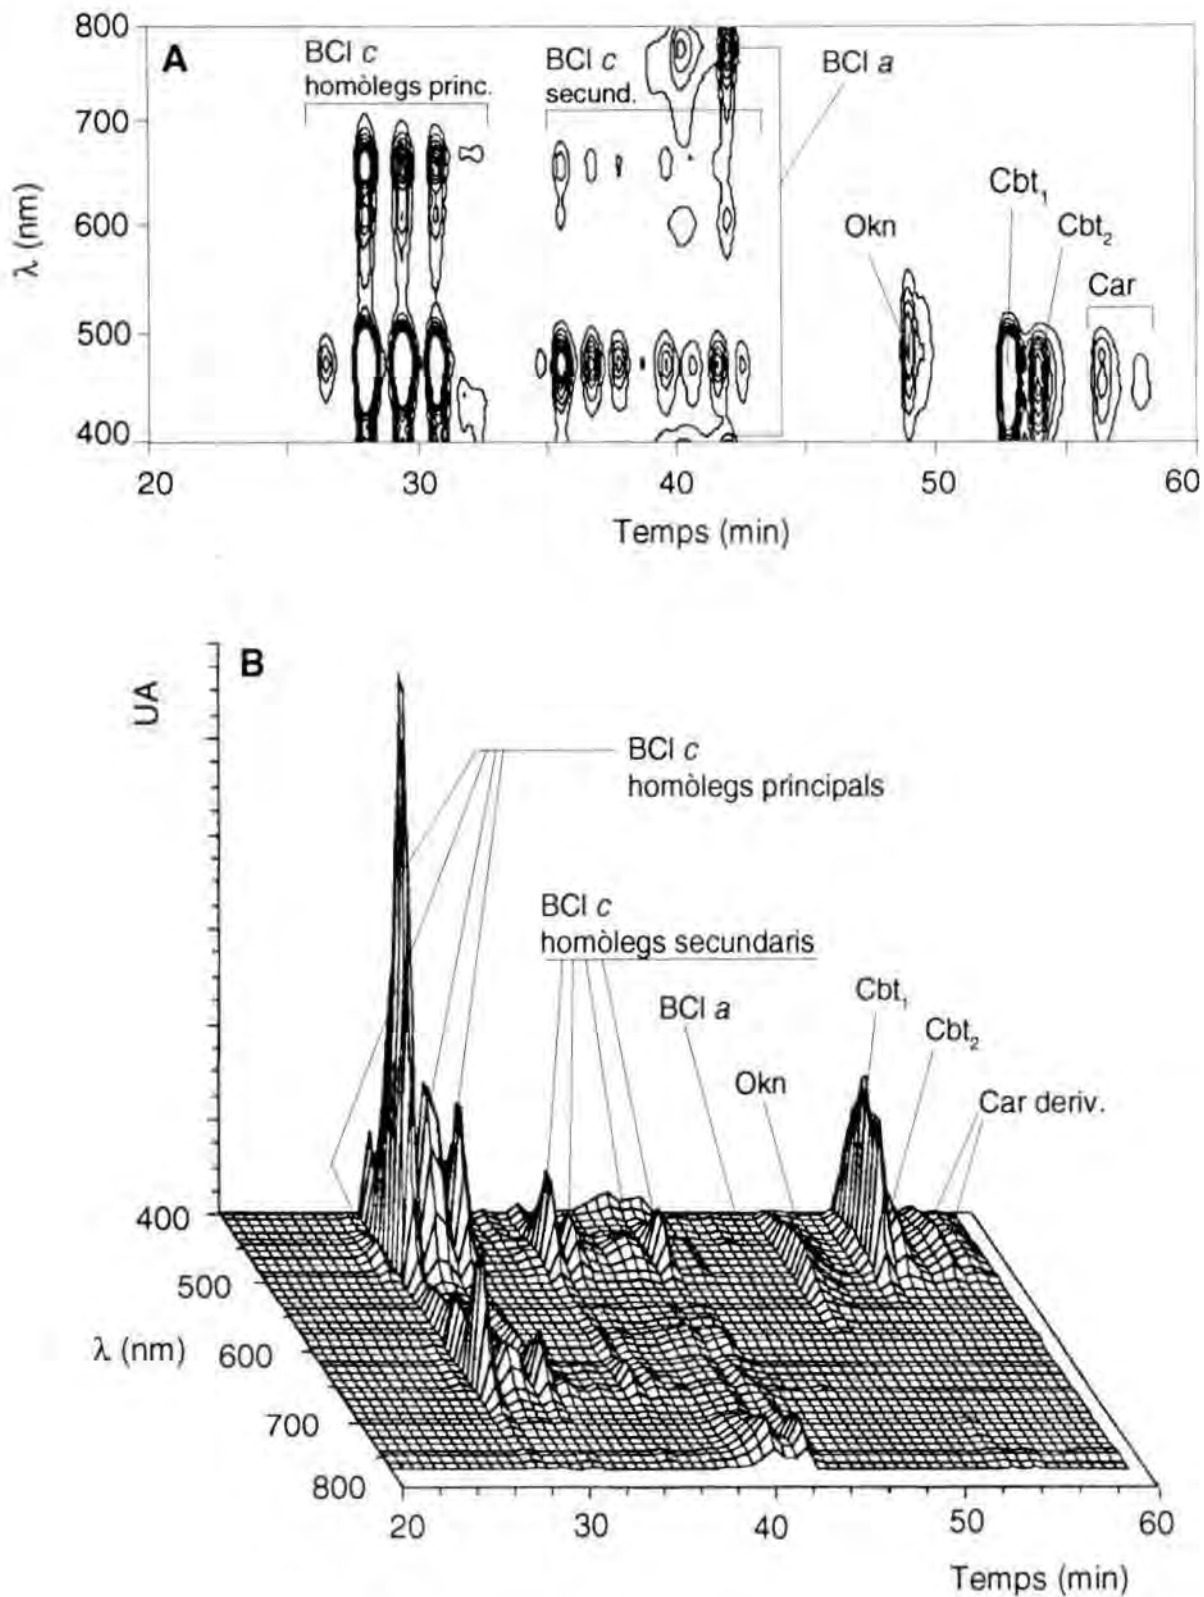 A
BCl c
homòlegs princ.
BCl c
secund.
BCl a
Okn
Cbt₁
Cbt₂
Car
800
700
600
500
400
λ (nm)
20 30 40 50 60
Temps (min)
B
UA
BCl c
homòlegs principals
BCl c
homòlegs secundaris
BCl a
Okn
Cbt₁
Cbt₂
Car deriv.
400
500
λ (nm) 600
700
800
20 30 40 50 60
Temps (min)